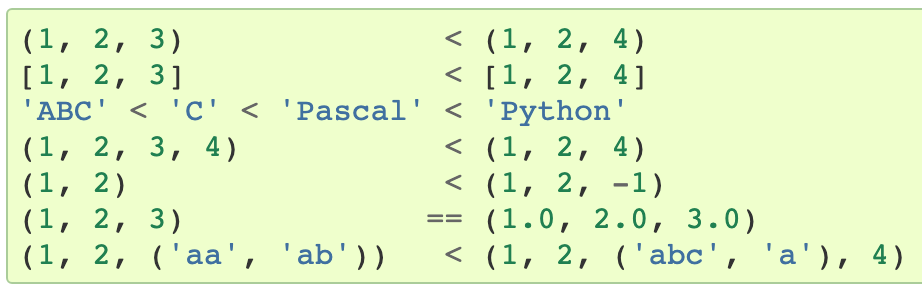 (1, 2, 3)              < (1, 2, 4)
[1, 2, 3]              < [1, 2, 4]
'ABC' < 'C' < 'Pascal' < 'Python'
(1, 2, 3, 4)           < (1, 2, 4)
(1, 2)                 < (1, 2, -1)
(1, 2, 3)             == (1.0, 2.0, 3.0)
(1, 2, ('aa', 'ab'))   < (1, 2, ('abc', 'a'), 4)